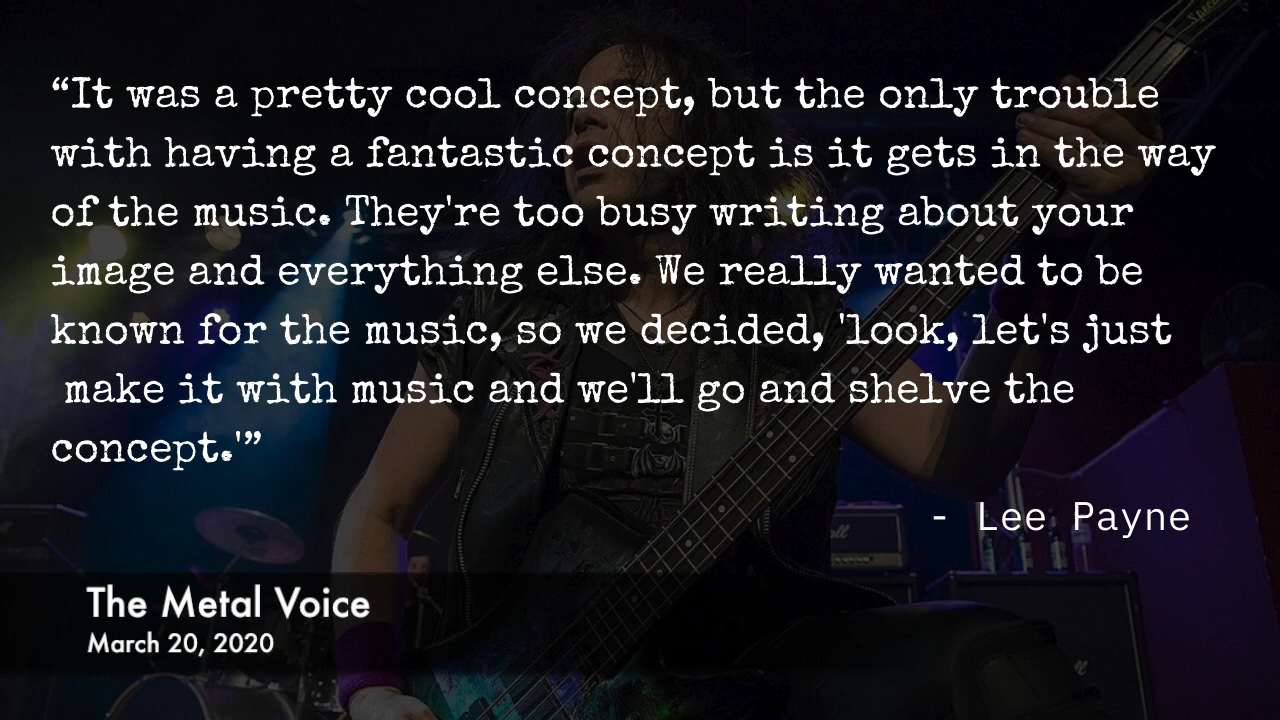 “It was a pretty cool concept, but the only trouble
with having a fantastic concept is it gets in the way
of the music. They're too busy writing about your
image and everything else. We really wanted to be
known for the music, so we decided, 'look, let's just
make it with music and we'll go and shelve the
concept.'”
- Lee Payne
The Metal Voice
March 20, 2020